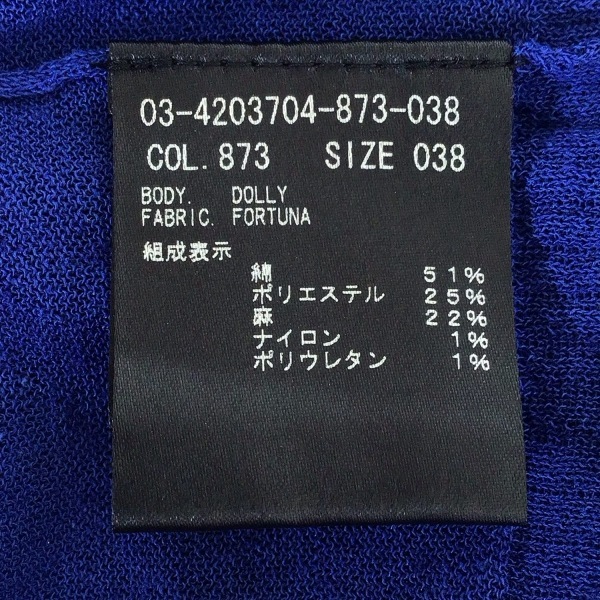 03-4203704-873-038
COL.873 SIZE 038
BODY. DOLLY
FABRIC. FORTUNA
組成表示
綿 51%
ポリエステル 25%
麻 22%
ナイロン 1%
ポリウレタン 1%